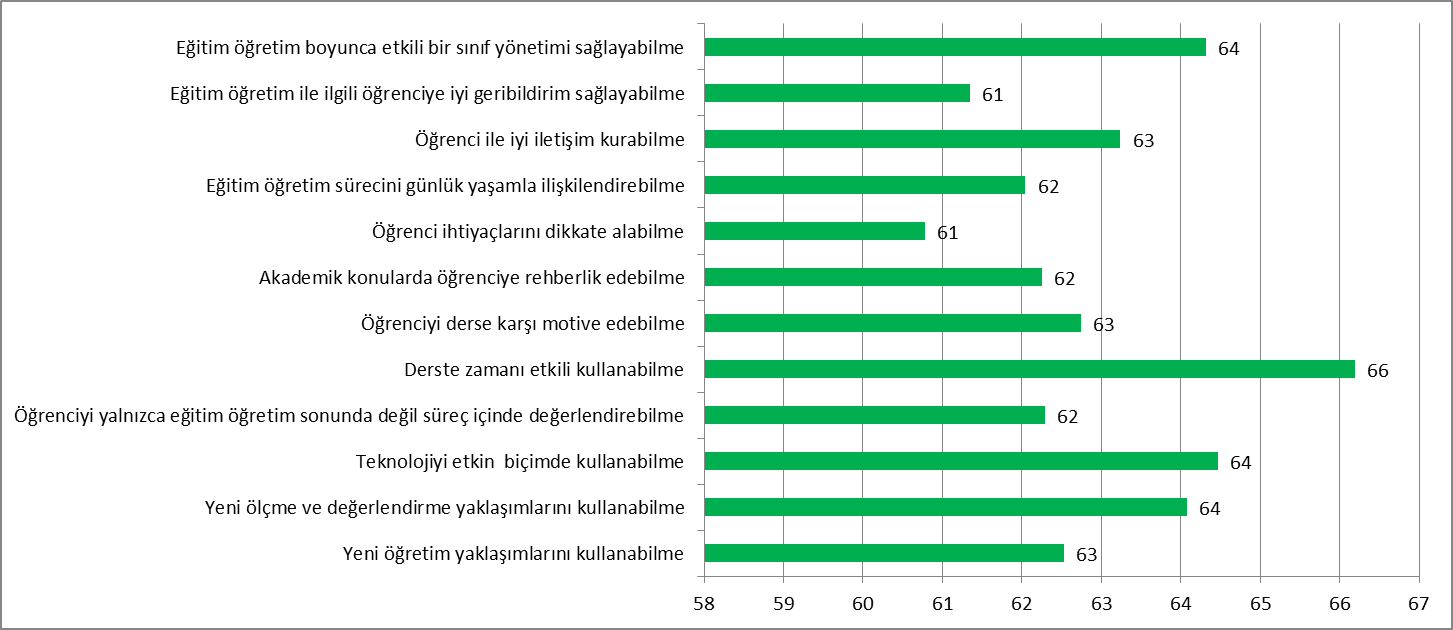 Eğitim öğretim boyunca etkili bir sınıf yönetimi sağlayabilme 64
Eğitim öğretim ile ilgili öğrenciye iyi geribildirim sağlayabilme 61
Öğrenci ile iyi iletişim kurabilme 63
Eğitim öğretim sürecini günlük yaşamla ilişkilendirebilme 62
Öğrenci ihtiyaçlarını dikkate alabilme 61
Akademik konularda öğrenciye rehberlik edebilme 62
Öğrenciyi derse karşı motive edebilme 63
Derste zamanı etkili kullanabilme 66
Öğrenciyi yalnızca eğitim öğretim sonunda değil süreç içinde değerlendirebilme 62
Teknolojiyi etkin  biçimde kullanabilme 64
Yeni ölçme ve değerlendirme yaklaşımlarını kullanabilme 64
Yeni öğretim yaklaşımlarını kullanabilme 63
58 59 60 61 62 63 64 65 66 67